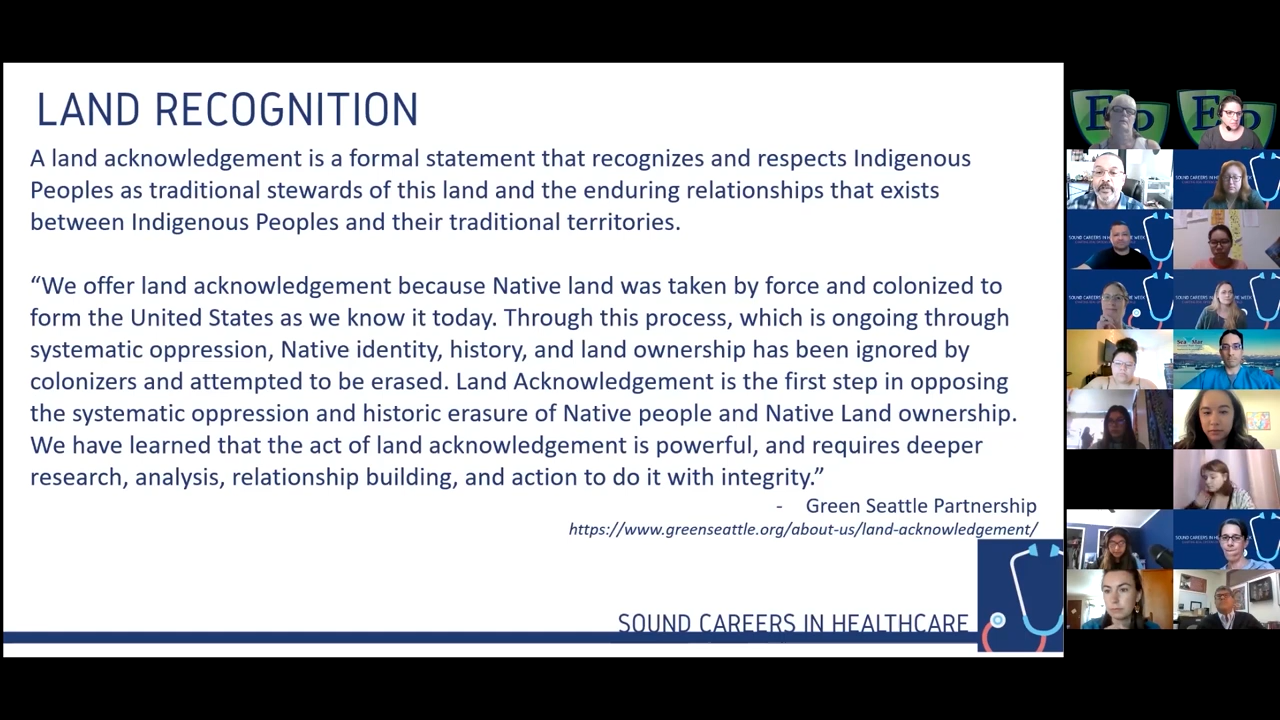 LAND RECOGNITION
A land acknowledgement is a formal statement that recognizes and respects Indigenous
Peoples as traditional stewards of this land and the enduring relationships that exists
between Indigenous Peoples and their traditional territories.
“We offer land acknowledgement because Native land was taken by force and colonized to
form the United States as we know it today. Through this process, which is ongoing through
systematic oppression, Native identity, history, and land ownership has been ignored by
colonizers and attempted to be erased. Land Acknowledgement is the first step in opposing
the systematic oppression and historic erasure of Native people and Native Land ownership.
We have learned that the act of land acknowledgement is powerful, and requires deeper
research, analysis, relationship building, and action to do it with integrity.”
- Green Seattle Partnership
https://www.greenseattle.org/about-us/land-acknowledgement/
SOUND CAREERS IN HEALTHCARE